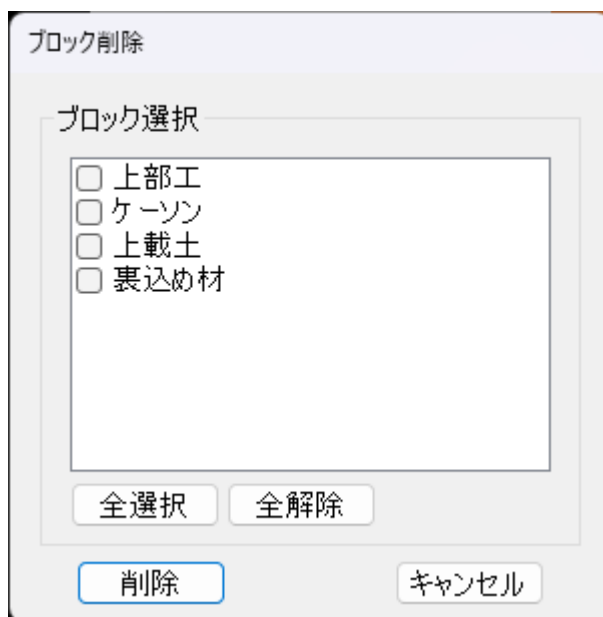 ブロック削除
ブロック選択
上部工
ケーソン
上載土
裏込め材
全選択
全解除
削除
キャンセル